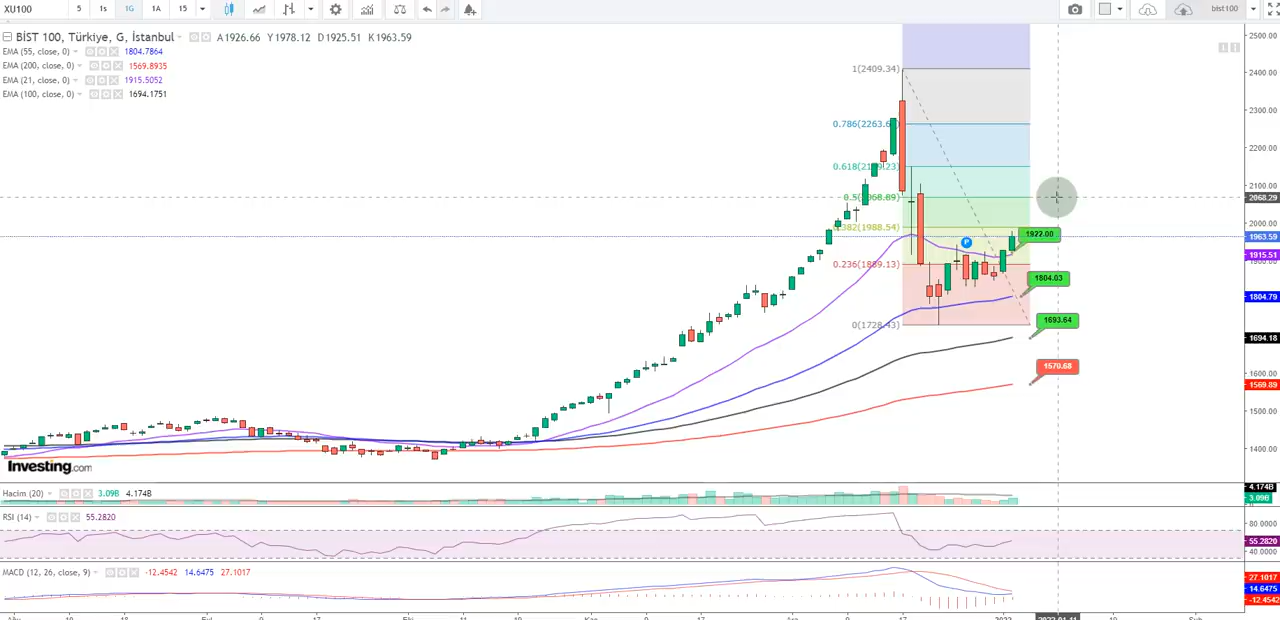 XU100 5 1s 1G 1A 15 bist100
BİST 100, Türkiye, G, İstanbul A1926.66 Y1978.12 D1925.51 K1963.59
EMA (55, close, 0) 1804.7864
EMA (200, close, 0) 1569.8935
EMA (21, close, 0) 1915.5052
EMA (100, close, 0) 1694.1751
2500.00
1(2409.34)
2400.00
2300.00
0.786(2263.6
2200.00
0.618(2
2100.00
2068.29
2000.00
0.382(1988.54)
1922.00
1963.59
P
1915.51
0.236(1889.13)
1804.03
1804.79
0(1728.43)
1693.64
1694.18
1570.68
1600.00
1569.89
1500.00
1400.00
Investing.com
Hacim (20) 3.09B 4.174B
4.174B
3.09B
RSI (14) 55.2820
80.0000
55.2820
40.0000
MACD (12, 26, close, 9) -12.4542 14.6475 27.1017
27.1017
14.6475
-12.4542